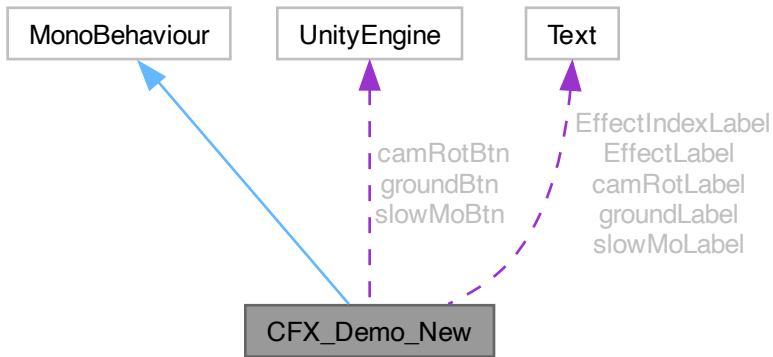 MonoBehaviour
UnityEngine
Text
camRotBtn
groundBtn
slowMoBtn
EffectIndexLabel
EffectLabel
camRotLabel
groundLabel
slowMoLabel
CFX_Demo_New